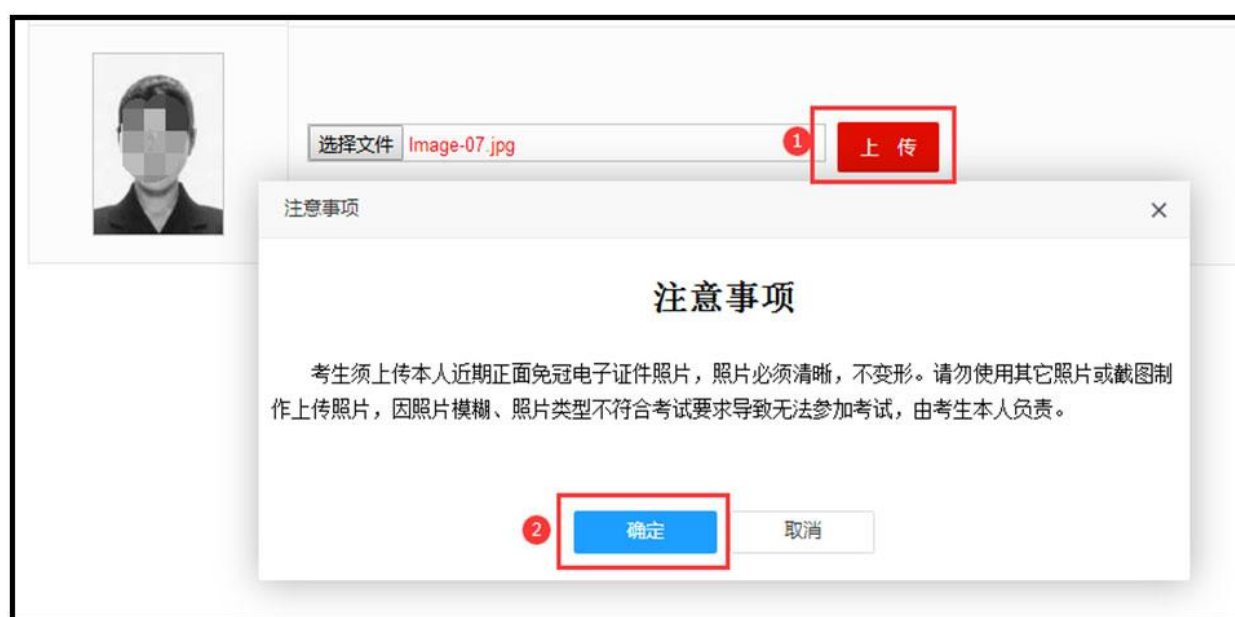 选择文件 Image-07.jpg 1 上 传
注意事项 ×
注意事项
考生须上传本人近期正面免冠电子证件照片，照片必须清晰，不变形。请勿使用其它照片或截图制
作上传照片，因照片模糊、照片类型不符合考试要求导致无法参加考试，由考生本人负责。
2 确定 取消